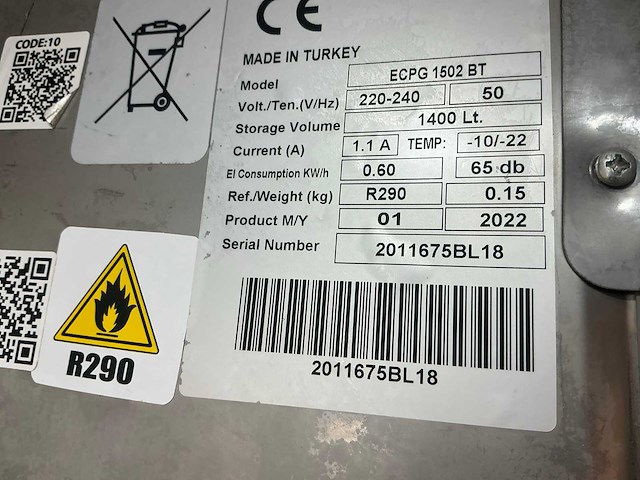 CODE:10
CE
MADE IN TURKEY
Model ECPG 1502 BT
Volt./Ten.(V/Hz) 220-240 50
Storage Volume 1400 Lt.
Current (A) 1.1 A TEMP: -10/-22
El Consumption KW/h 0.60 65 db
Ref./Weight (kg) R290 0.15
Product M/Y 01 2022
Serial Number 2011675BL18
2011675BL18
R290